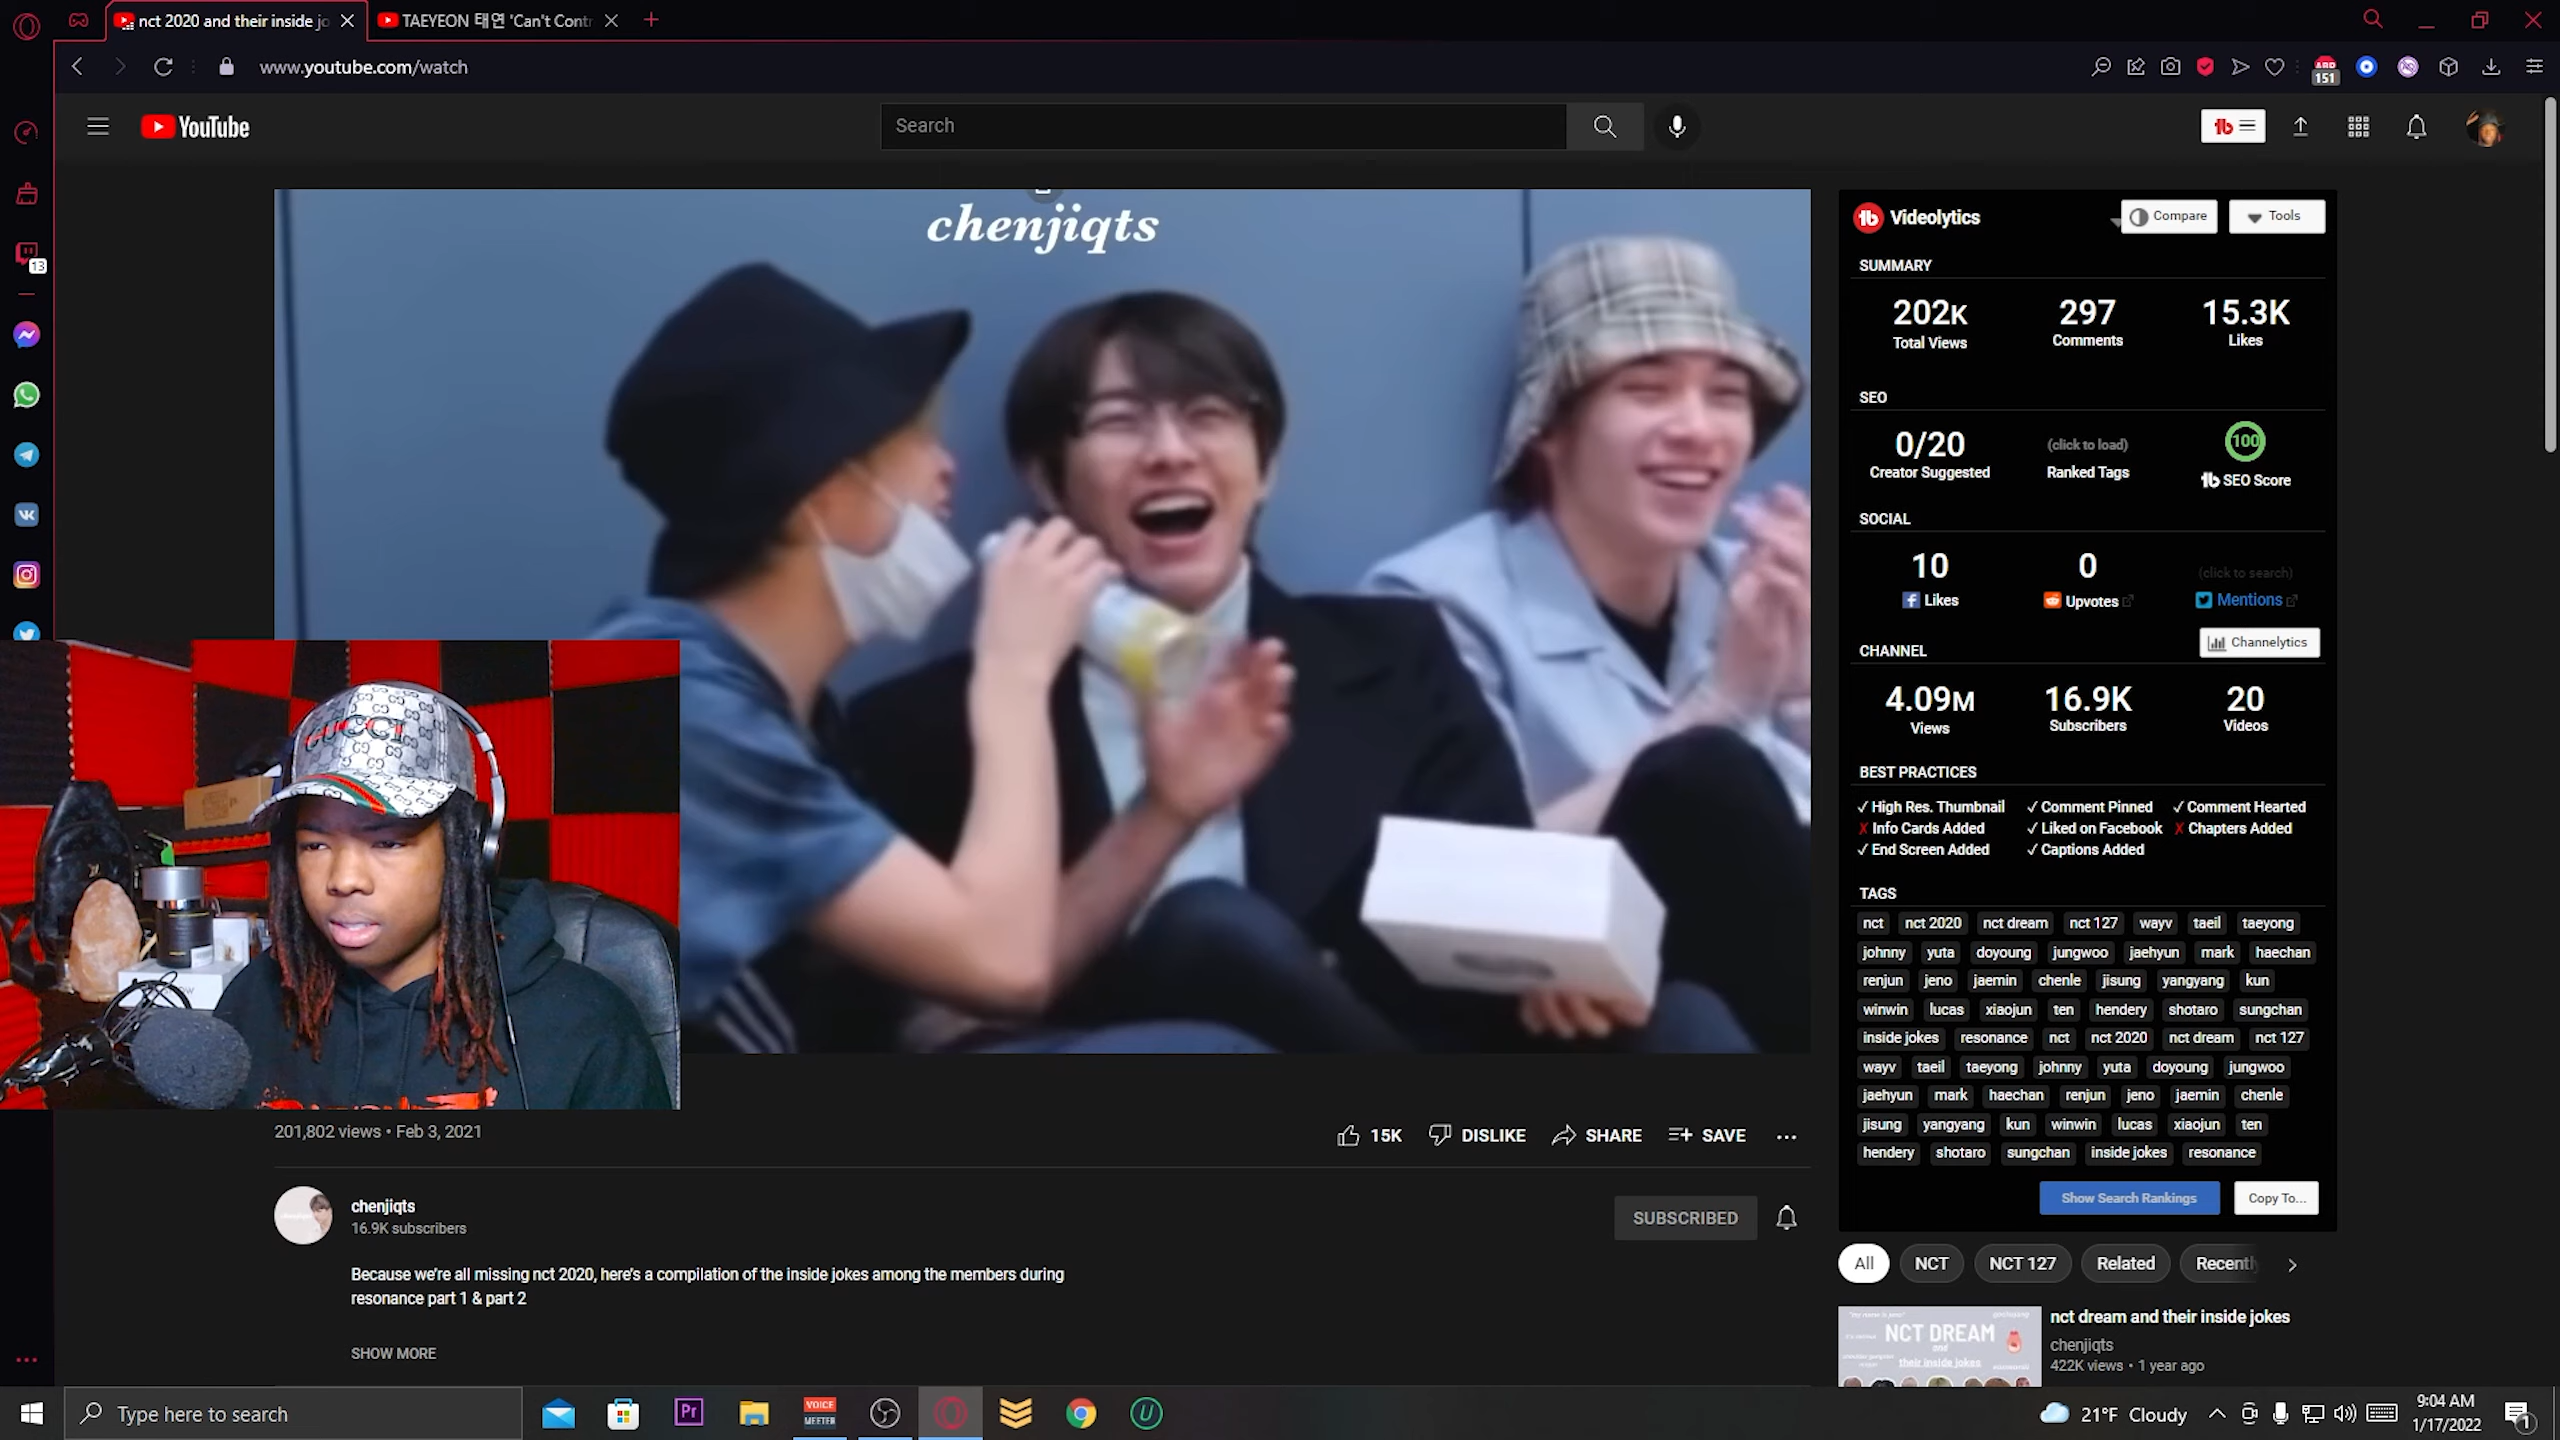 nct 2020 and their inside jo
TAEYEON 태연 'Can't Contr
www.youtube.com/watch
151
YouTube
Search
chenjiqts
13
Videolytics
Compare
Tools
SUMMARY
202K
297
15.3K
Total Views
Comments
Likes
SEO
0/20
(click to load)
100
Creator Suggested
Ranked Tags
SEO Score
SOCIAL
10
0
(click to search)
Likes
Upvotes
Mentions
CHANNEL
Channelytics
4.09M
16.9K
20
Views
Subscribers
Videos
BEST PRACTICES
✓ High Res. Thumbnail ✓ Comment Pinned ✓ Comment Hearted
✗ Info Cards Added ✓ Liked on Facebook ✗ Chapters Added
✓ End Screen Added ✓ Captions Added
TAGS
nct nct 2020 nct dream nct 127 wayv taeil taeyong
johnny yuta doyoung jungwoo jaehyun mark haechan
renjun jeno jaemin chenle jisung yangyang kun
winwin lucas xiaojun ten hendery shotaro sungchan
inside jokes resonance nct nct 2020 nct dream nct 127
wayv taeil taeyong johnny yuta doyoung jungwoo
jaehyun mark haechan renjun jeno jaemin chenle
jisung yangyang kun winwin lucas xiaojun ten
hendery shotaro sungchan inside jokes resonance
Show Search Rankings
Copy To...
GUCCI
201,802 views • Feb 3, 2021
15K
DISLIKE
SHARE
SAVE
chenjiqts
16.9K subscribers
SUBSCRIBED
Because we're all missing nct 2020, here's a compilation of the inside jokes among the members during
resonance part 1 & part 2
SHOW MORE
All
NCT
NCT 127
Related
Recently
NCT DREAM
and
their inside jokes
nct dream and their inside jokes
chenjiqts
422K views • 1 year ago
Type here to search
Pr
VOICE
MEETER
21°F Cloudy
9:04 AM
1/17/2022
1